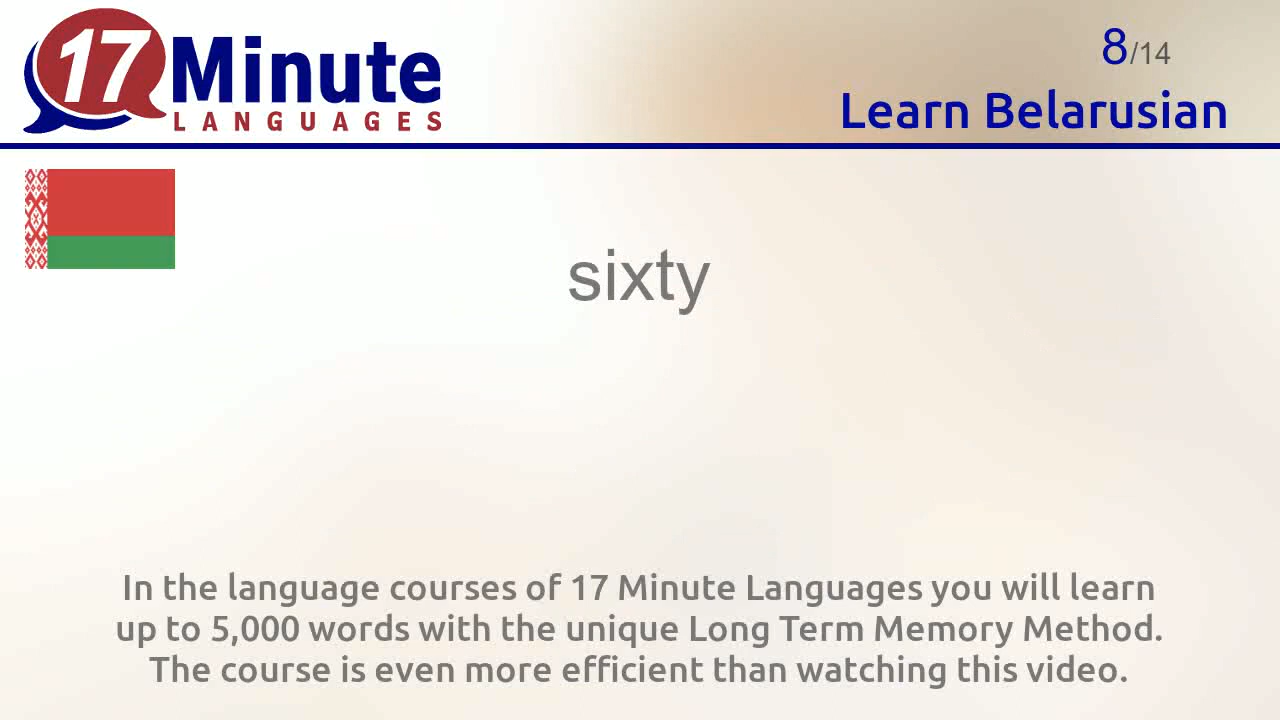 17 Minute
LANGUAGES
8/14
Learn Belarusian
sixty
In the language courses of 17 Minute Languages you will learn
up to 5,000 words with the unique Long Term Memory Method.
The course is even more efficient than watching this video.